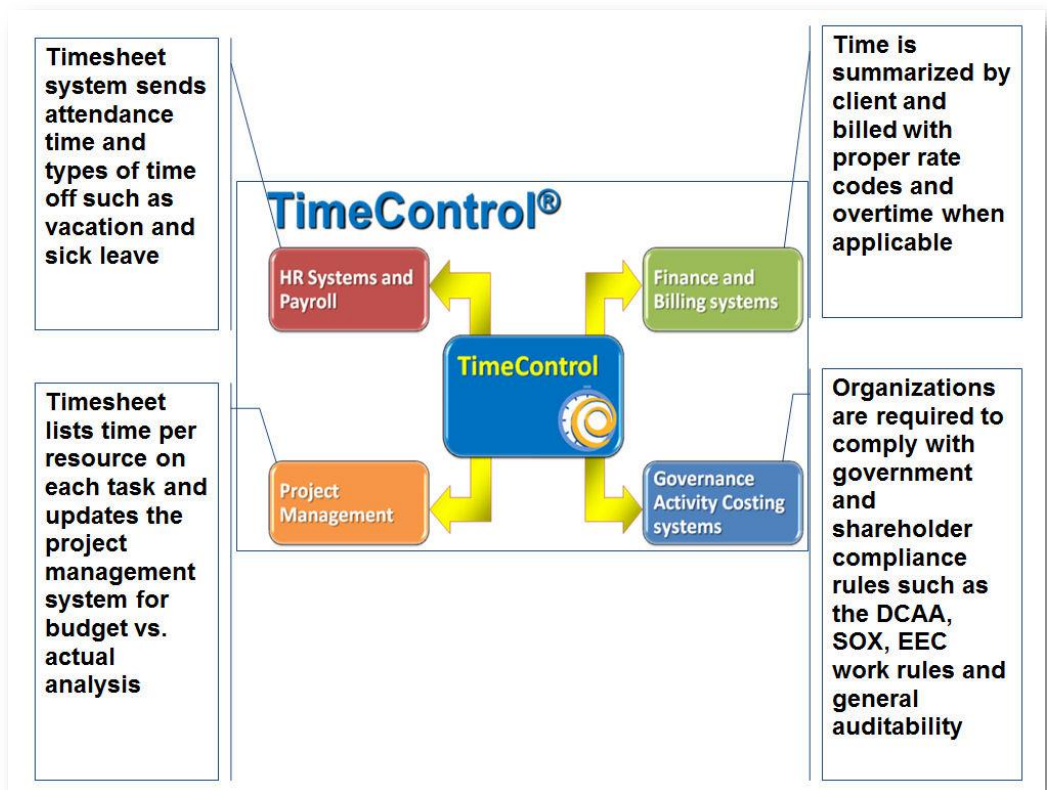 Timesheet
system sends
attendance
time and
types of time
off such as
vacation and
sick leave
Time is
summarized by
client and
billed with
proper rate
codes and
overtime when
applicable
TimeControl®
HR Systems and
Payroll
Finance and
Billing systems
TimeControl
Project
Management
Governance
Activity Costing
systems
Timesheet
lists time per
resource on
each task and
updates the
project
management
system for
budget vs.
actual
analysis
Organizations
are required to
comply with
government
and
shareholder
compliance
rules such as
the DCAA,
SOX, EEC
work rules and
general
auditability